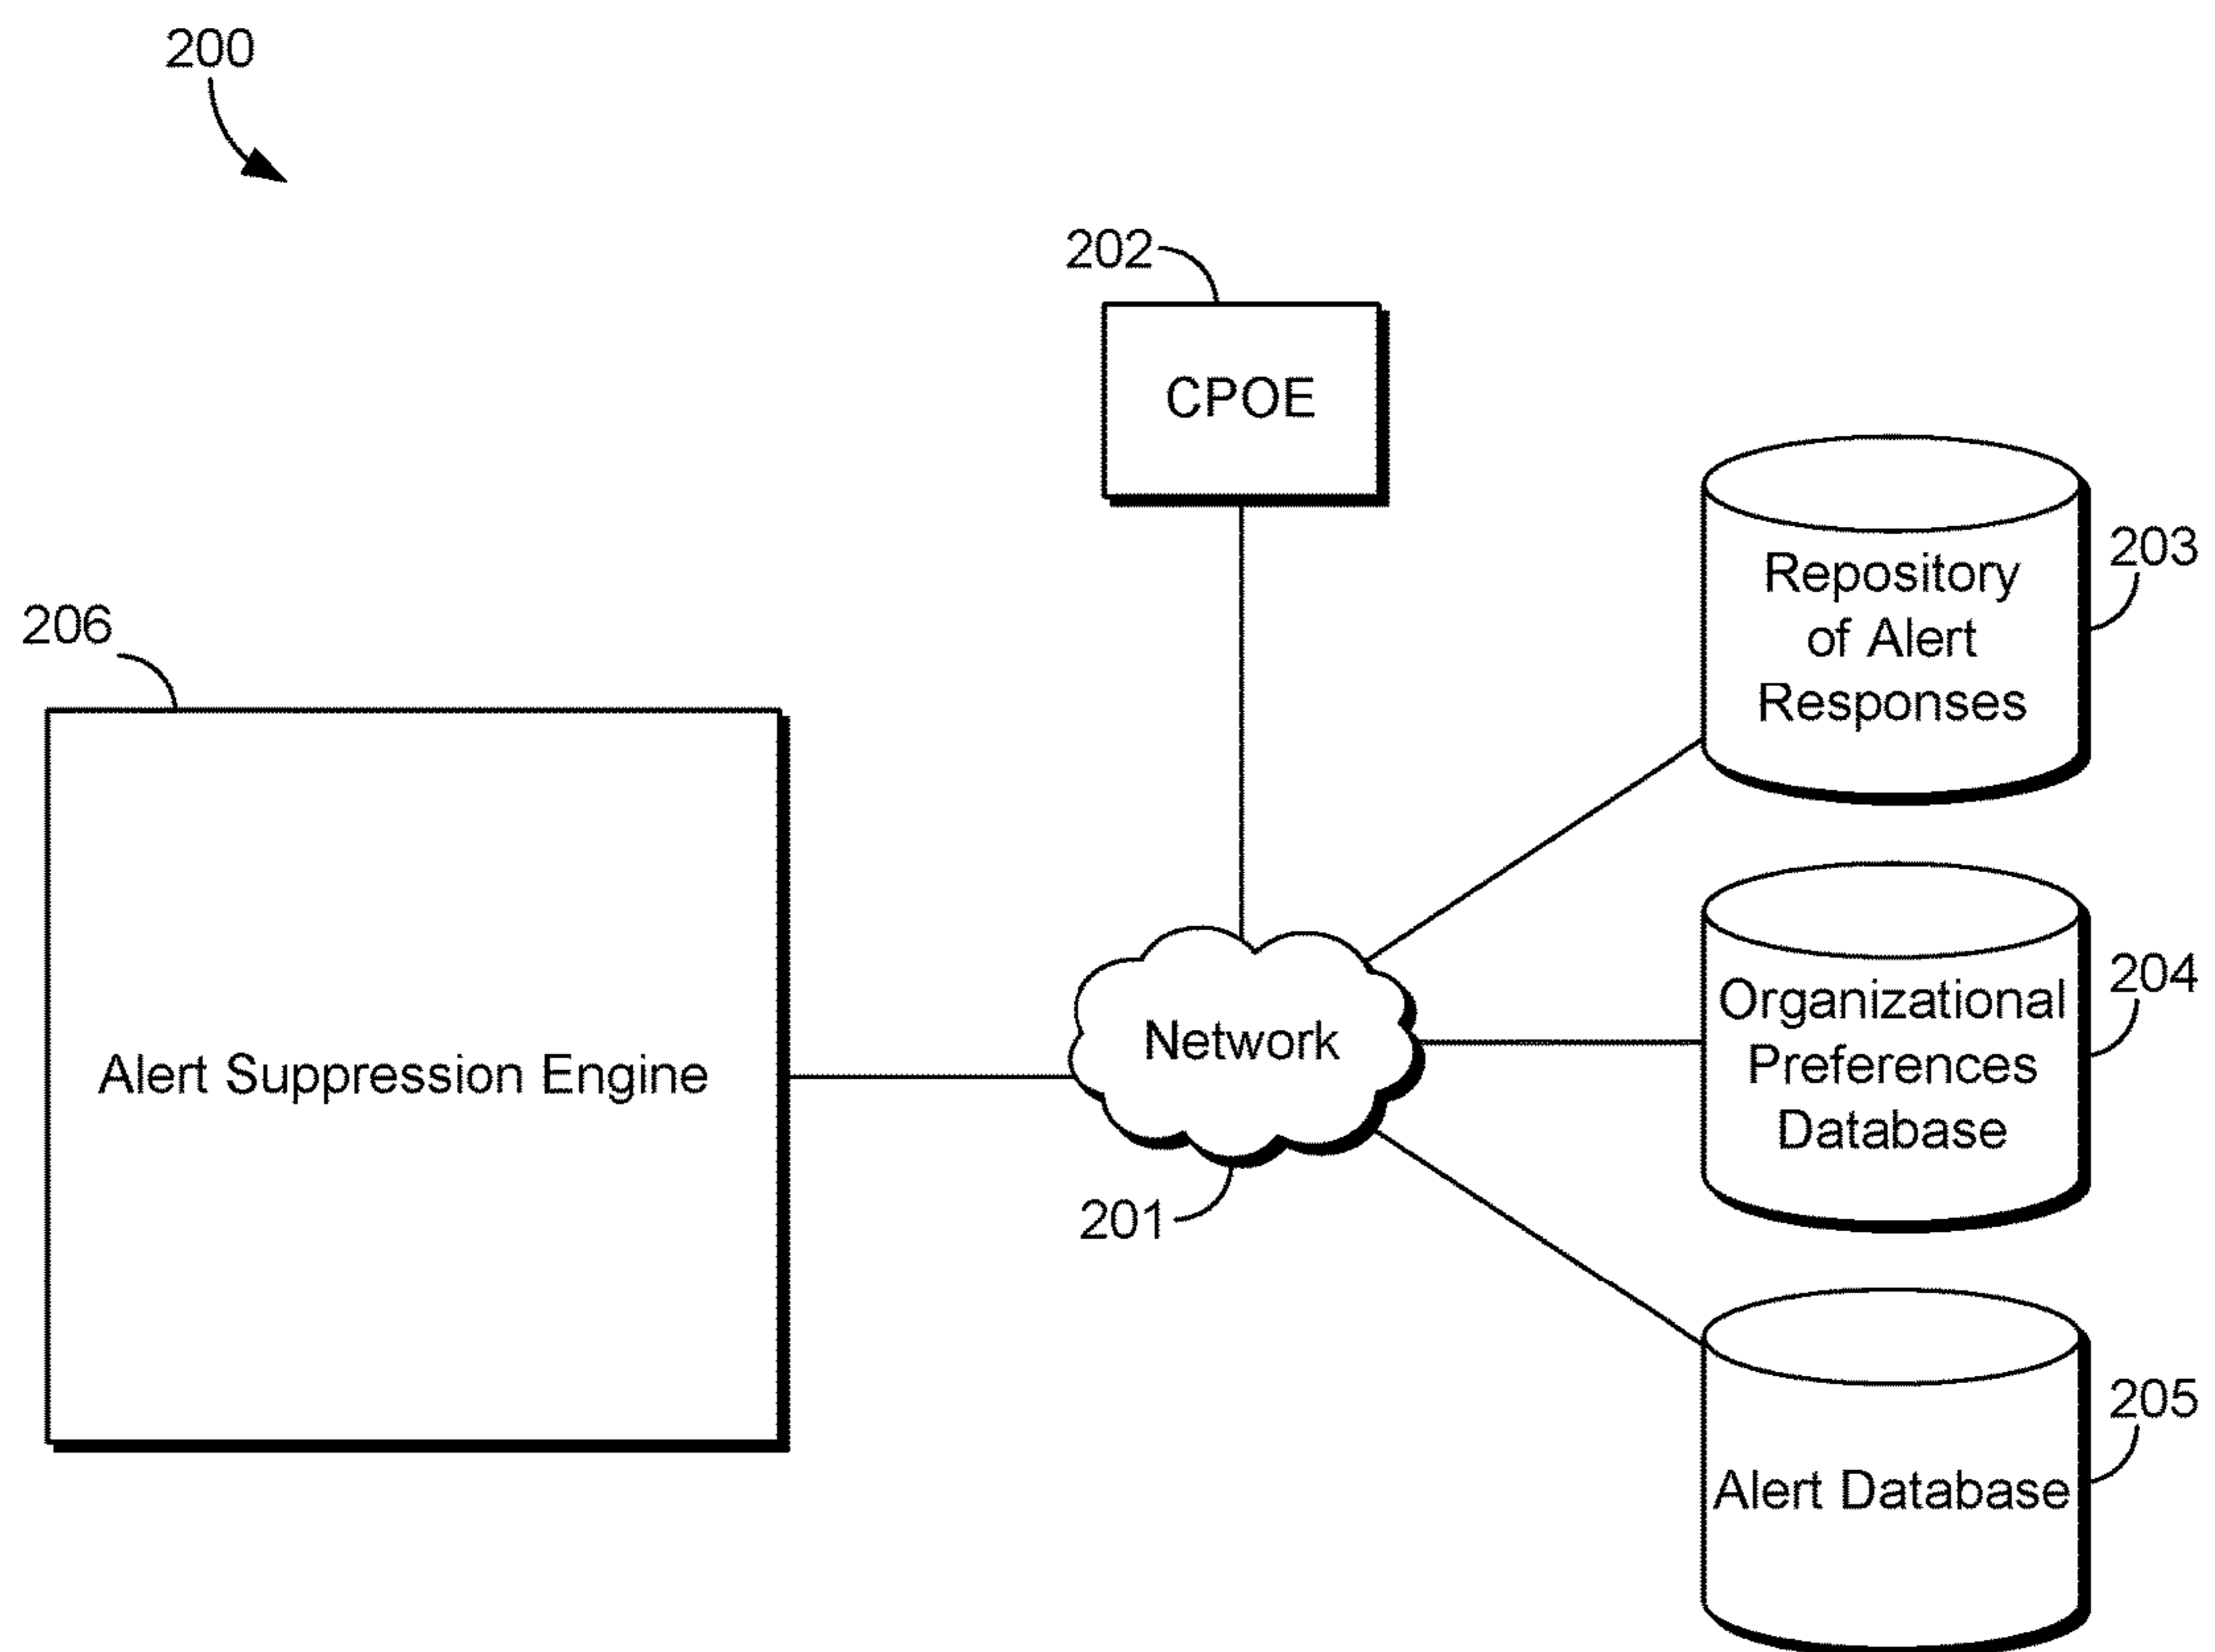 200
202
CPOE
203
Repository
of Alert
Responses
206
Alert Suppression Engine
Network
201
204
Organizational
Preferences
Database
205
Alert Database